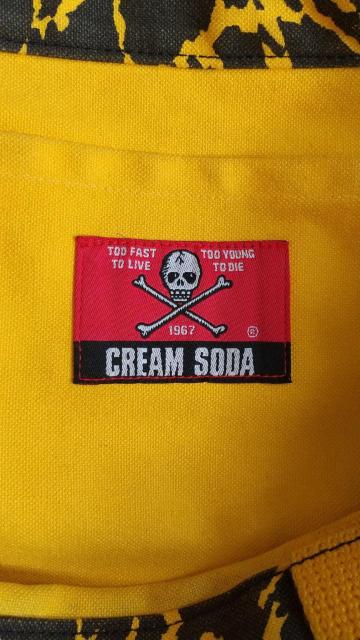 TOO FAST TOO YOUNG
TO LIVE TO DIE
1967 ®
CREAM SODA